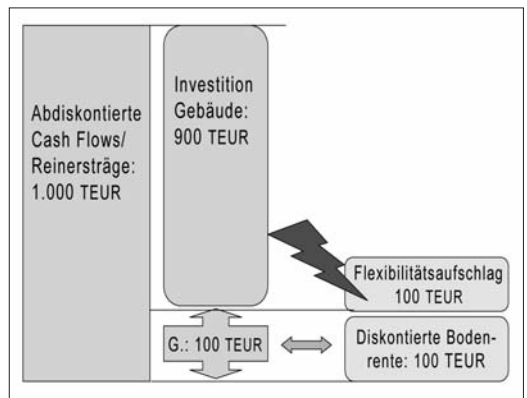 Abdiskontierte
Cash Flows/
Reinersträge:
1.000 TEUR
Investition
Gebäude:
900 TEUR
Flexibilitätsaufschlag
100 TEUR
G.: 100 TEUR
Diskontierte Boden-
rente: 100 TEUR